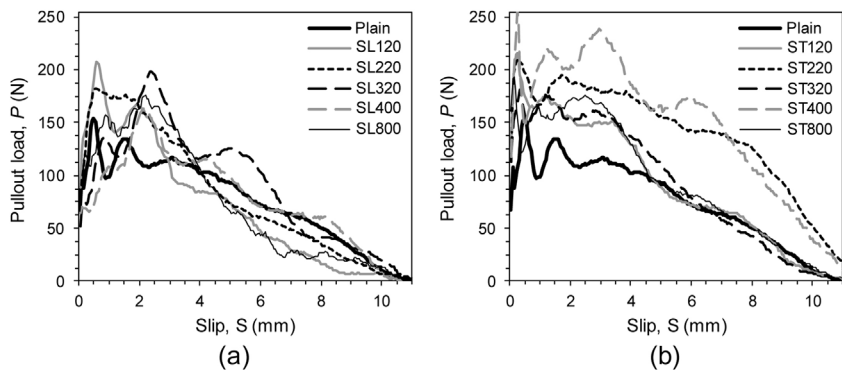 250
200
150
100
50
0
Pullout load, P (N)
Plain
SL120
SL220
SL320
SL400
SL800
0 2 4 6 8 10
Slip, S (mm)
(a)
250
200
150
100
50
0
Pullout load, P (N)
Plain
ST120
ST220
ST320
ST400
ST800
0 2 4 6 8 10
Slip, S (mm)
(b)